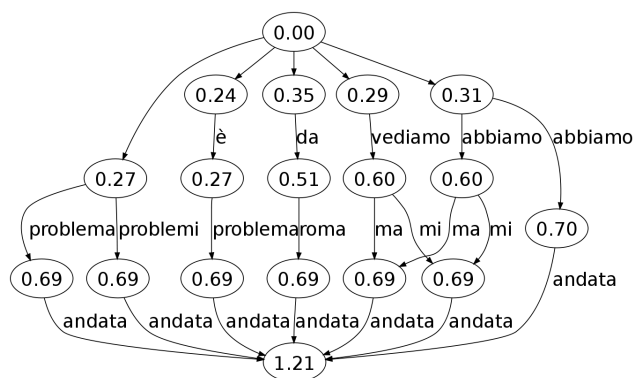 0.00
0.24 0.35 0.29 0.31
è da vediamo abbiamo abbiamo
0.27 0.27 0.51 0.60 0.60
problema problemi problema roma ma mi ma mi 0.70
0.69 0.69 0.69 0.69 0.69 0.69 andata
andata andata andata andata andata andata
1.21